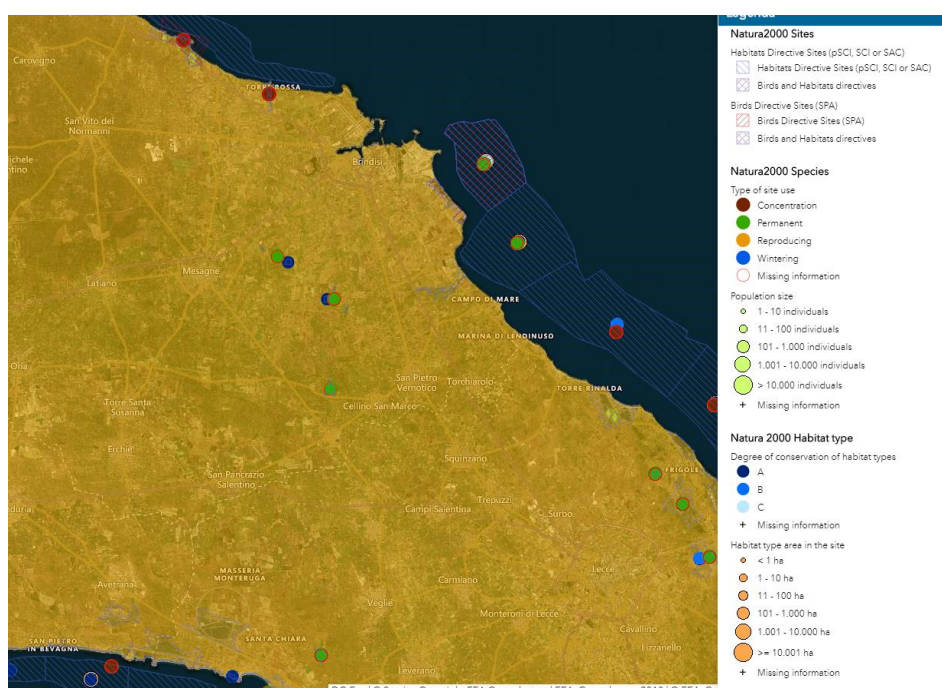 Legenda
Natura2000 Sites
Habitats Directive Sites (pSCI, SCI or SAC)
Habitats Directive Sites (pSCI, SCI or SAC)
Birds and Habitats directives
Birds Directive Sites (SPA)
Birds Directive Sites (SPA)
Birds and Habitats directives
Natura2000 Species
Type of site use
Concentration
Permanent
Reproducing
Wintering
Missing information
Population size
1 - 10 individuals
11 - 100 individuals
101 - 1.000 individuals
1.001 - 10.000 individuals
> 10.000 individuals
Missing information
Natura 2000 Habitat type
Degree of conservation of habitat types
A
B
C
Missing information
Habitat type area in the site
< 1 ha
1 - 10 ha
11 - 100 ha
101 - 1.000 ha
1.001 - 10.000 ha
>= 10.001 ha
Missing information
Carovigno
TORRE ROSSA
San Vito dei
Normanni
Brindisi
Mesagne
Latiano
CAMPO DI MARE
MARINA DI LENDINUSO
San Pietro
Vernotico
Torchiarolo
TORRE RINALDA
Torre Santa
Susanna
Cellino San Marco
Erchie
Squinzano
San Pancrazio
Salentino
FRIGOLE
Trepuzzi
Campi Salentina
Surbo
MASSERIA
MONTERUGA
Lecce
Avetrana
Carmiano
Veglie
Monteroni di Lecce
Cavallino
SAN PIETRO
IN BEVAGNA
SANTA CHIARA
Lizzanello
Leverano